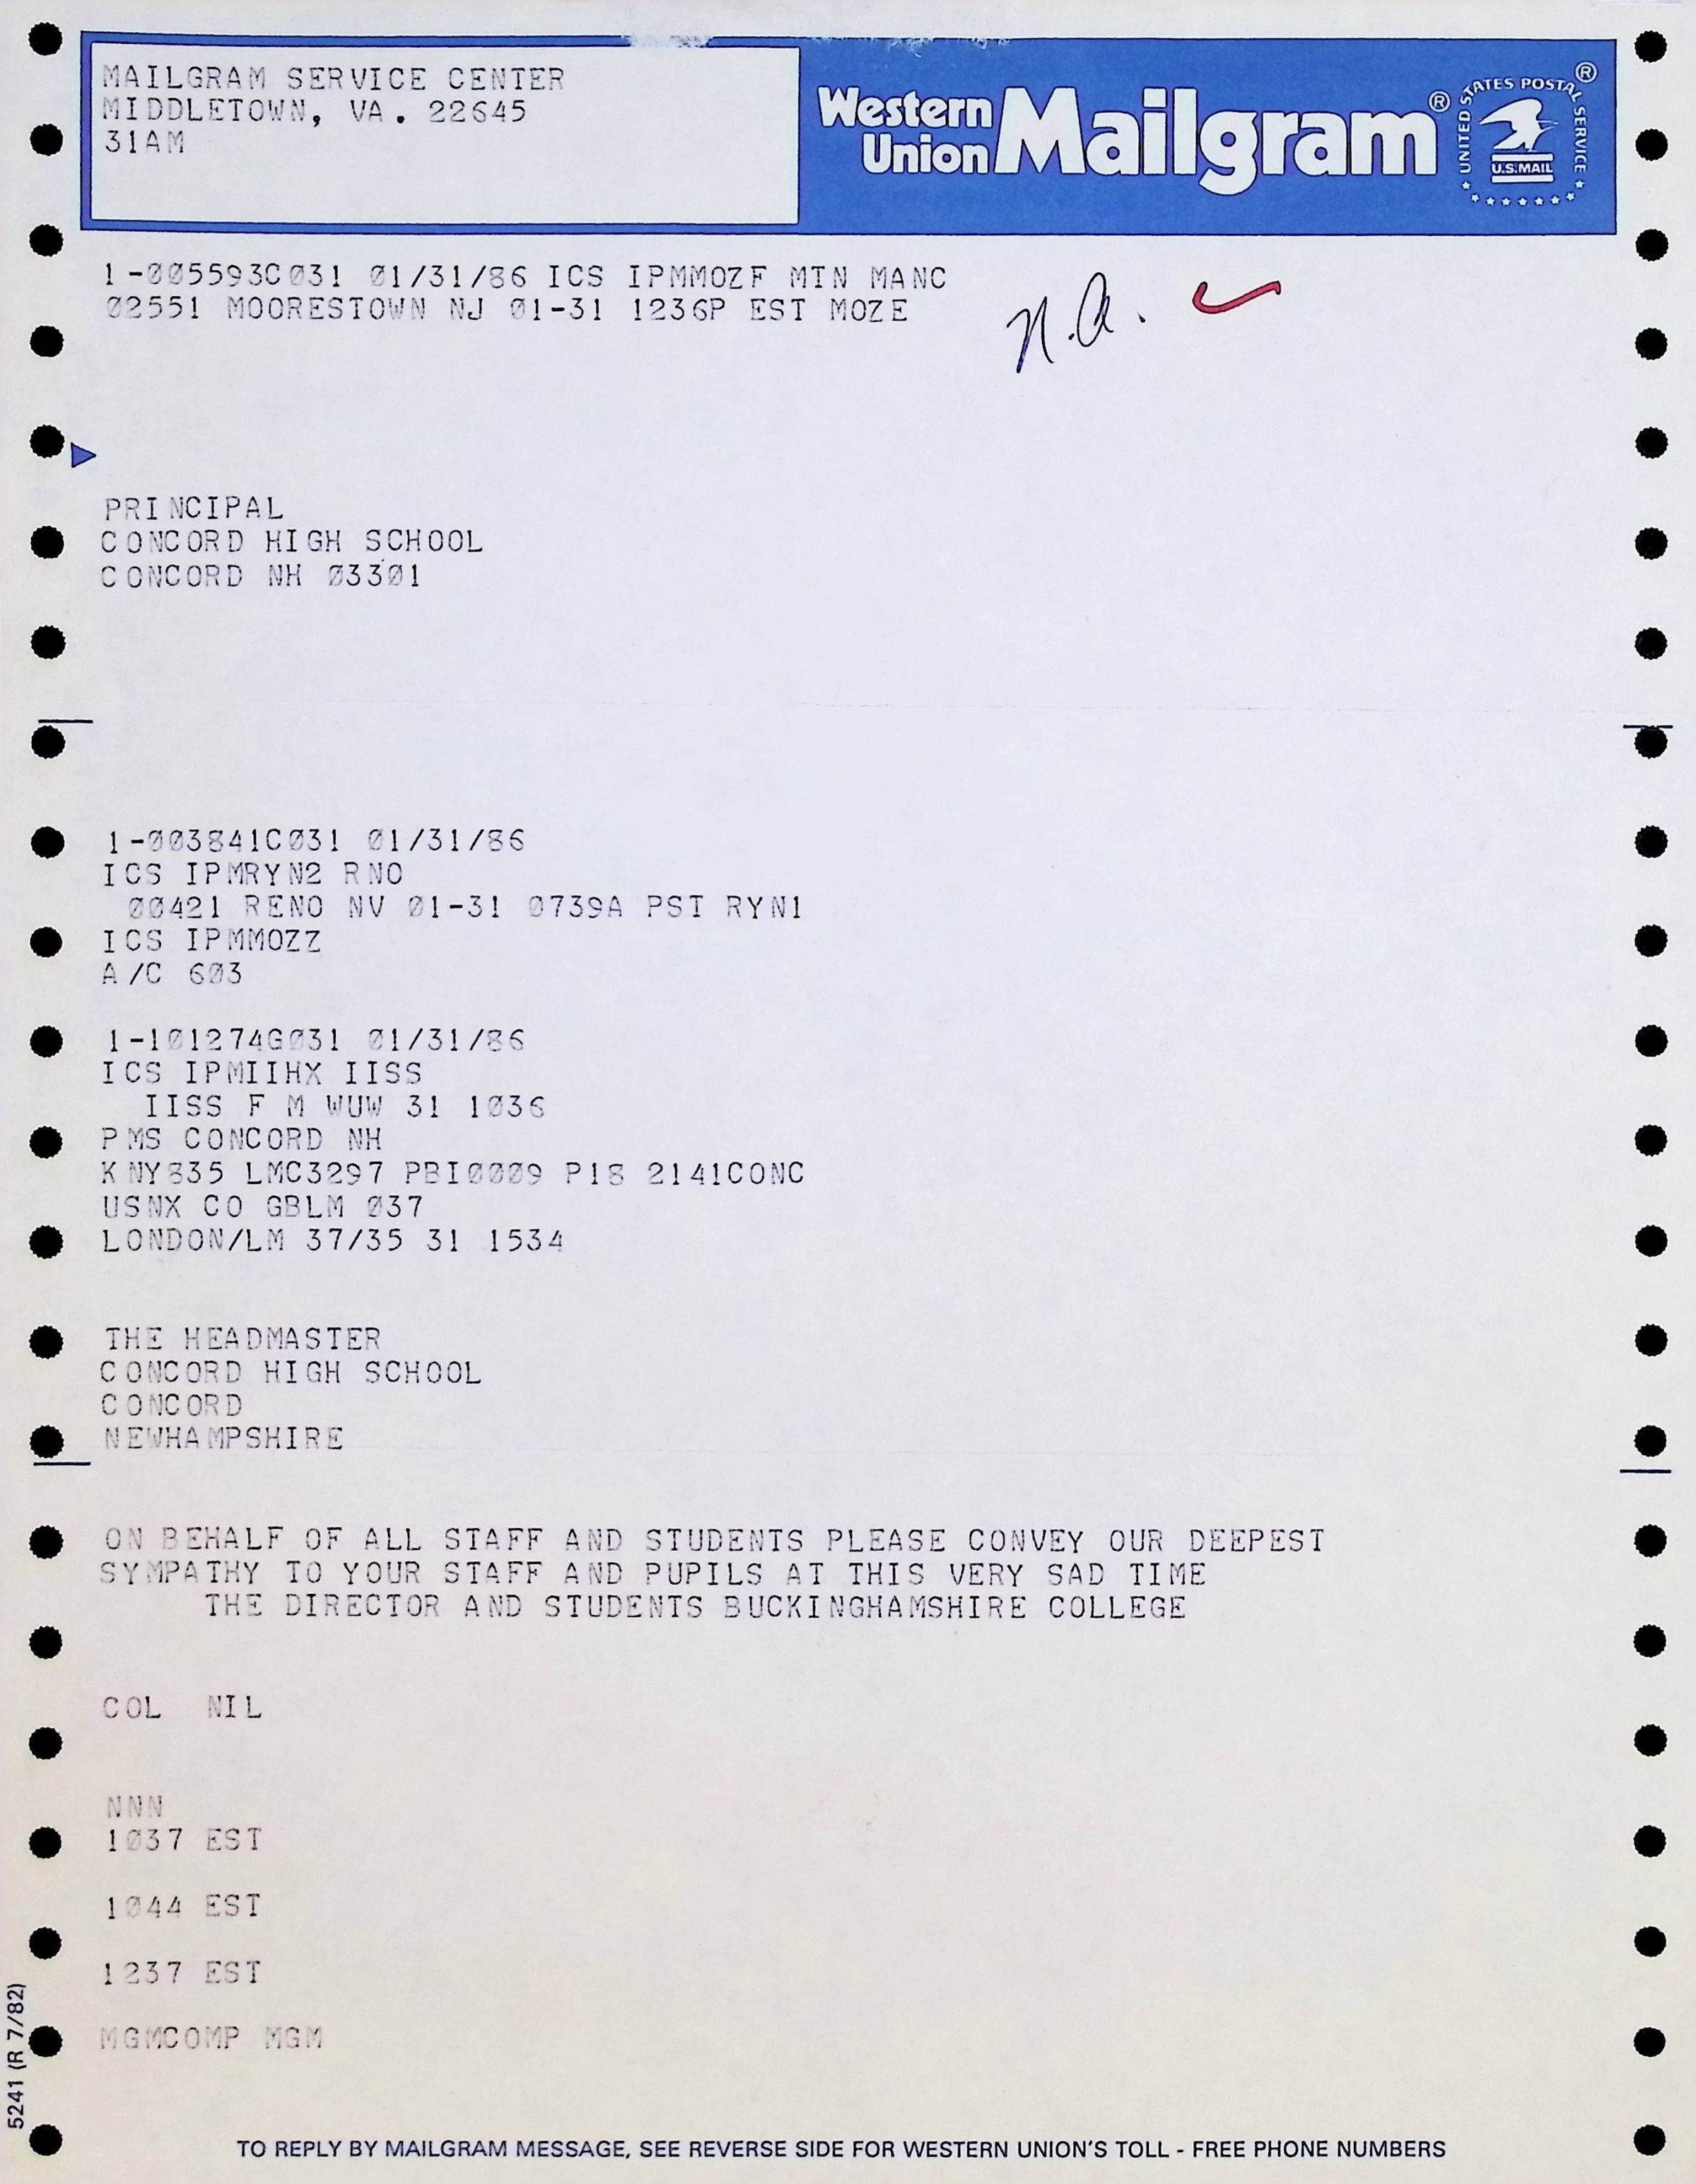 MAILGRAM SERVICE CENTER
MIDDLETOWN, VA. 22645
31AM
Western Union Mailgram ®
UNITED STATES POSTAL SERVICE ®
U.S.MAIL
1-005593C031 01/31/86 ICS IPMMOZF MTN MANC
02551 MOORESTOWN NJ 01-31 1236P EST MOZE
N.A.
PRINCIPAL
CONCORD HIGH SCHOOL
CONCORD NH 03301
1-003841C031 01/31/86
ICS IPMRYN2 RNO
00421 RENO NV 01-31 0739A PST RYN1
ICS IPMMOZZ
A/C 603
1-101274G031 01/31/86
ICS IPMIIHX IISS
IISS F M WUW 31 1036
PMS CONCORD NH
KNY835 LMC3297 PBI0009 P18 2141CONC
USNX CO GBLM 037
LONDON/LM 37/35 31 1534
THE HEADMASTER
CONCORD HIGH SCHOOL
CONCORD
NEWHAMPSHIRE
ON BEHALF OF ALL STAFF AND STUDENTS PLEASE CONVEY OUR DEEPEST
SYMPATHY TO YOUR STAFF AND PUPILS AT THIS VERY SAD TIME
THE DIRECTOR AND STUDENTS BUCKINGHAMSHIRE COLLEGE
COL NIL
NNN
1037 EST
1044 EST
1237 EST
MGMCOMP MGM
5241 (R 7/82)
TO REPLY BY MAILGRAM MESSAGE, SEE REVERSE SIDE FOR WESTERN UNION'S TOLL - FREE PHONE NUMBERS